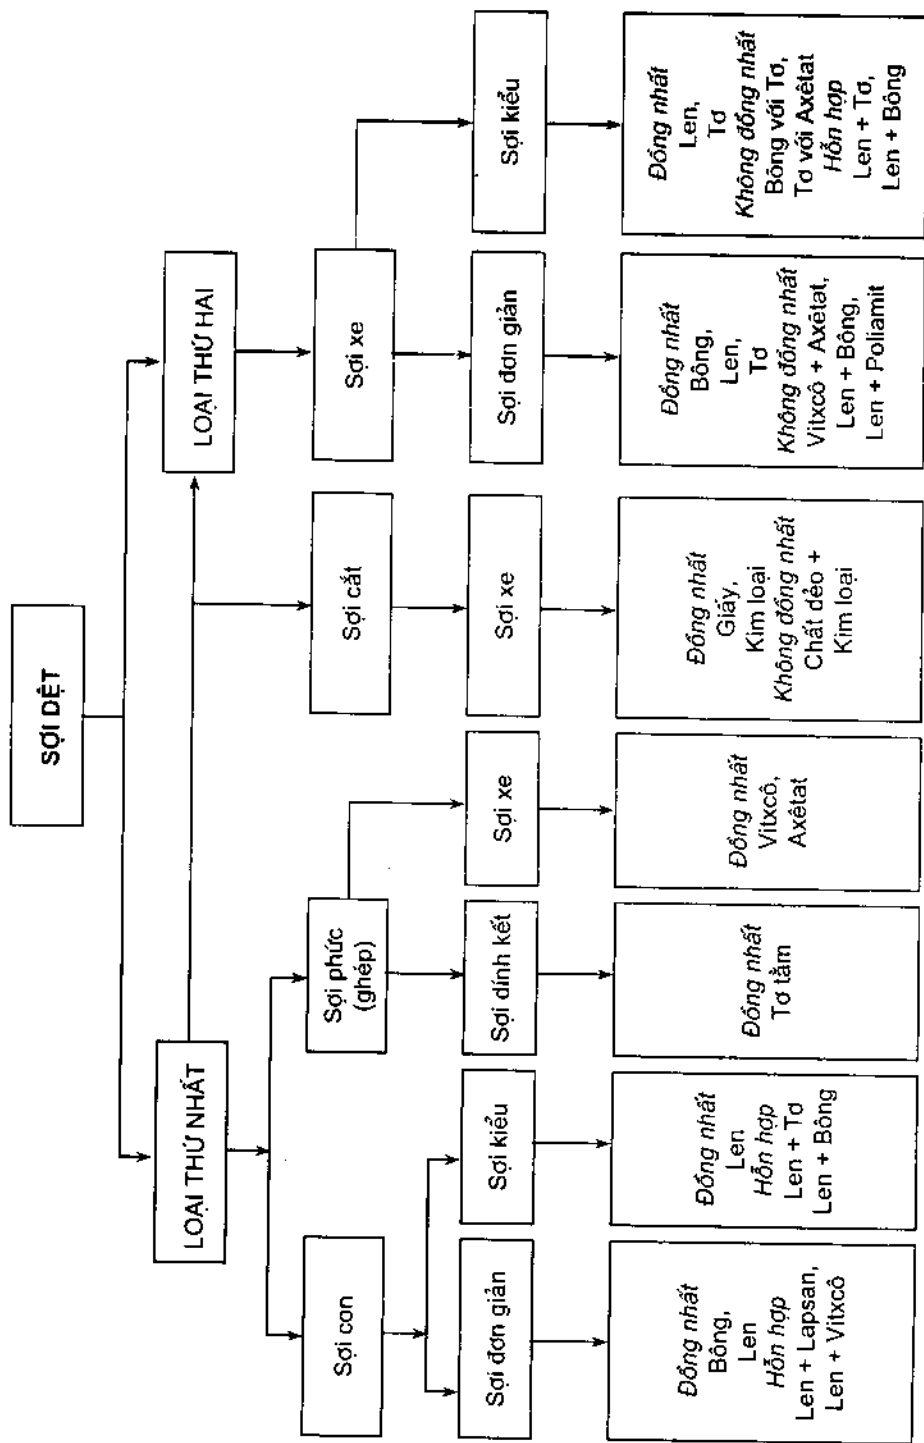 SỢI DỆT
LOẠI THỨ NHẤT
LOẠI THỨ HAI
Sợi con
Sợi phức
(ghép)
Sợi cắt
Sợi xe
Sợi đơn giản
Sợi kiểu
Sợi dính kết
Sợi xe
Sợi xe
Sợi đơn giản
Sợi kiểu
Đồng nhất
Bông,
Len
Hỗn hợp
Len + Lapsan,
Len + Vitxcô
Đồng nhất
Len
Hỗn hợp
Len + Tơ
Len + Bông
Đồng nhất
Tơ tằm
Đồng nhất
Vitxcô,
Axêtat
Đồng nhất
Giấy,
Kim loại
Không đồng nhất
Chất dẻo +
Kim loại
Đồng nhất
Bông,
Len,
Tơ
Không đồng nhất
Vitxcô + Axêtat,
Len + Bông,
Len + Poliamit
Đồng nhất
Len,
Tơ
Không đồng nhất
Bông với Tơ,
Tơ với Axêtat
Hỗn hợp
Len + Tơ,
Len + Bông